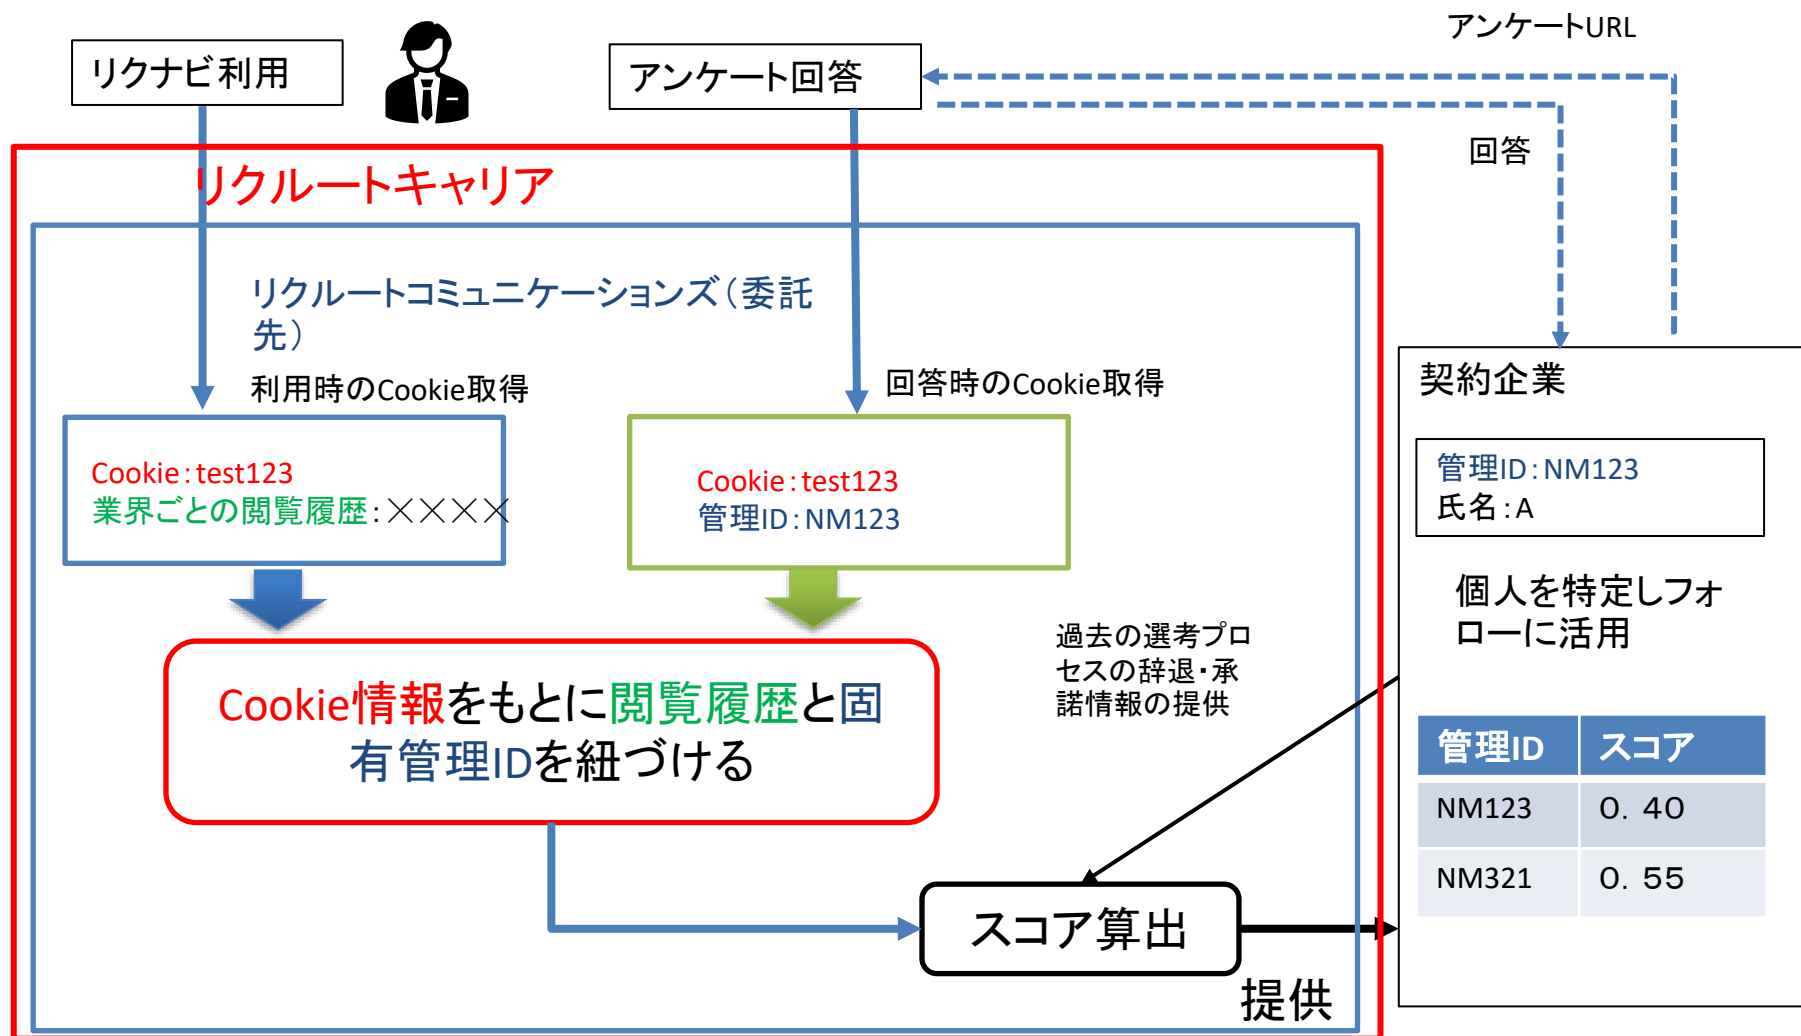 アンケートURL
リクナビ利用
アンケート回答
回答
リクルートキャリア
リクルートコミュニケーションズ（委託
先）
利用時のCookie取得
回答時のCookie取得
契約企業
Cookie：test123
業界ごとの閲覧履歴：××××
Cookie：test123
管理ID：NM123
管理ID：NM123
氏名：A
個人を特定しフォ
ローに活用
過去の選考プロ
セスの辞退・承
諾情報の提供
Cookie情報をもとに閲覧履歴と固
有管理IDを紐づける
管理ID スコア
NM123 ０．４０
NM321 ０．５５
スコア算出
提供